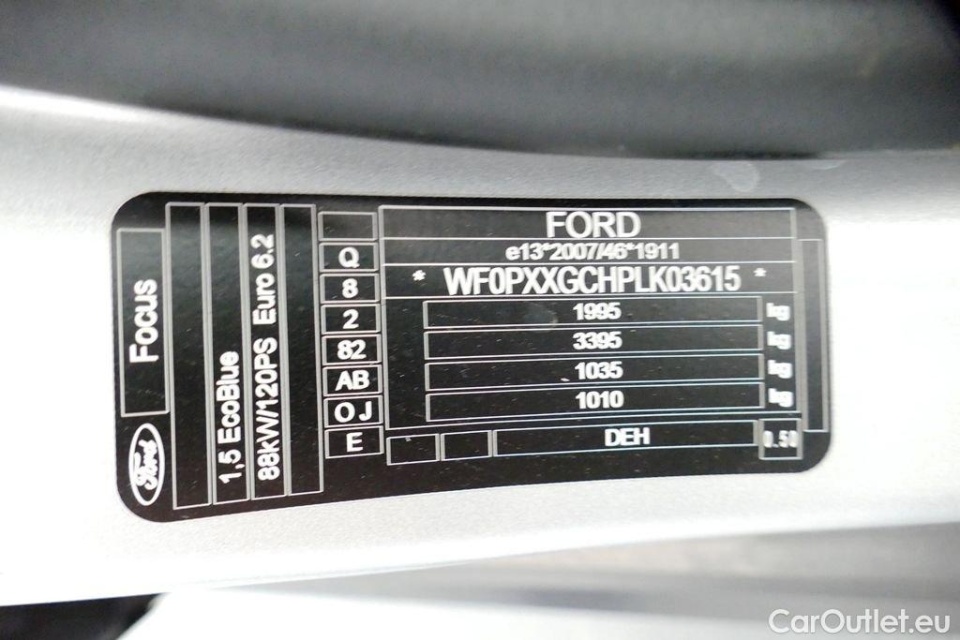 Focus
Ford
1,5 EcoBlue
88kW/120PS Euro 6.2
Q
8
2
82
AB
OJ
E
FORD
e13*2007/46*1911
* WF0PXXGCHPLK03615 *
1995 kg
3395 kg
1035 kg
1010 kg
DEH
0.50
CarOutlet.eu